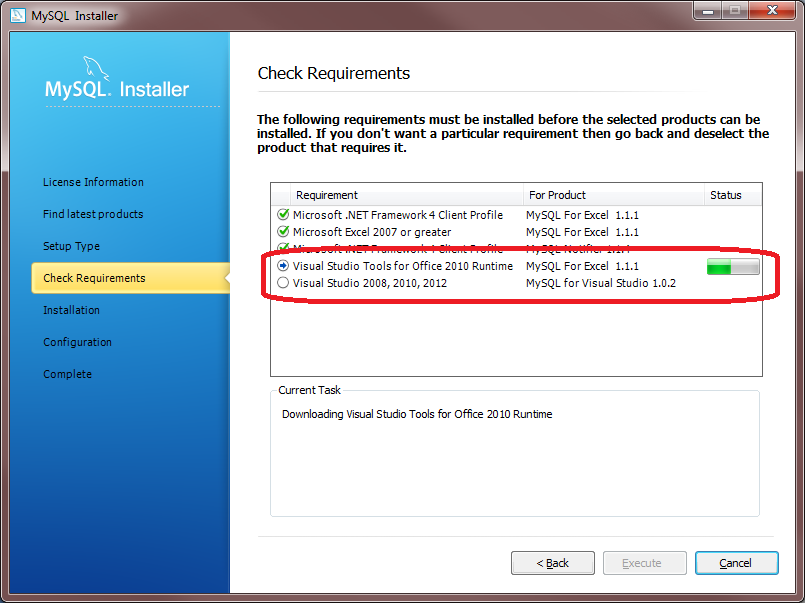 MySQL Installer
MySQL. Installer
License Information
Find latest products
Setup Type
Check Requirements
Installation
Configuration
Complete
Check Requirements
The following requirements must be installed before the selected products can be
installed. If you don't want a particular requirement then go back and deselect the
product that requires it.
Requirement For Product Status
Microsoft .NET Framework 4 Client Profile MySQL For Excel 1.1.1
Microsoft Excel 2007 or greater MySQL For Excel 1.1.1
Microsoft .NET Framework 4 Client Profile MySQL Notifier 1.1.4
Visual Studio Tools for Office 2010 Runtime MySQL For Excel 1.1.1
Visual Studio 2008, 2010, 2012 MySQL for Visual Studio 1.0.2
Current Task
Downloading Visual Studio Tools for Office 2010 Runtime
< Back Execute Cancel